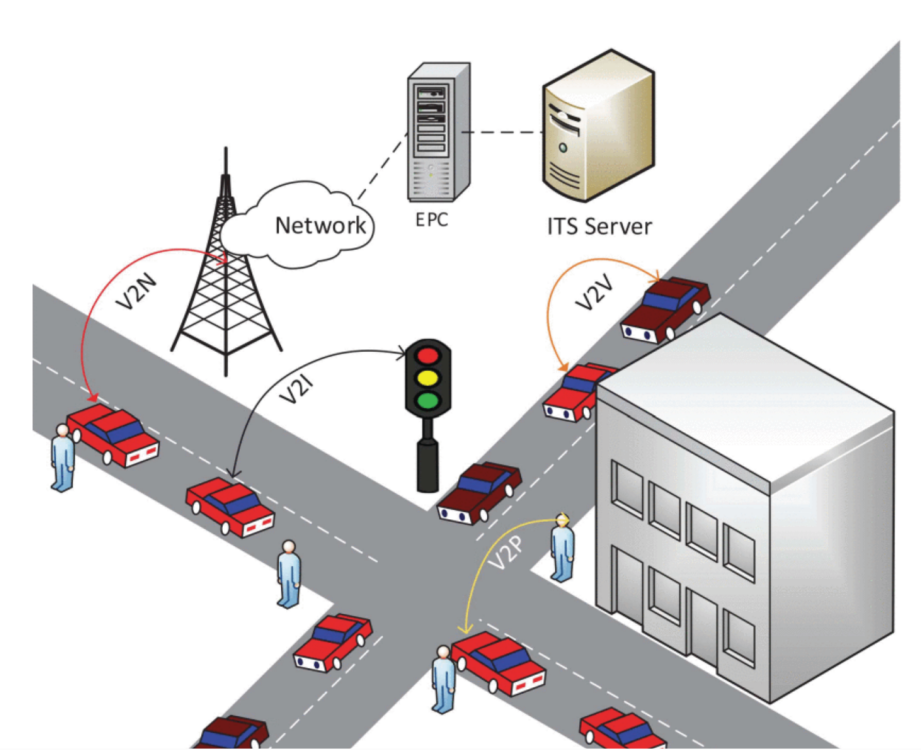 EPC
ITS Server
Network
V2N
V2V
V2I
V2P